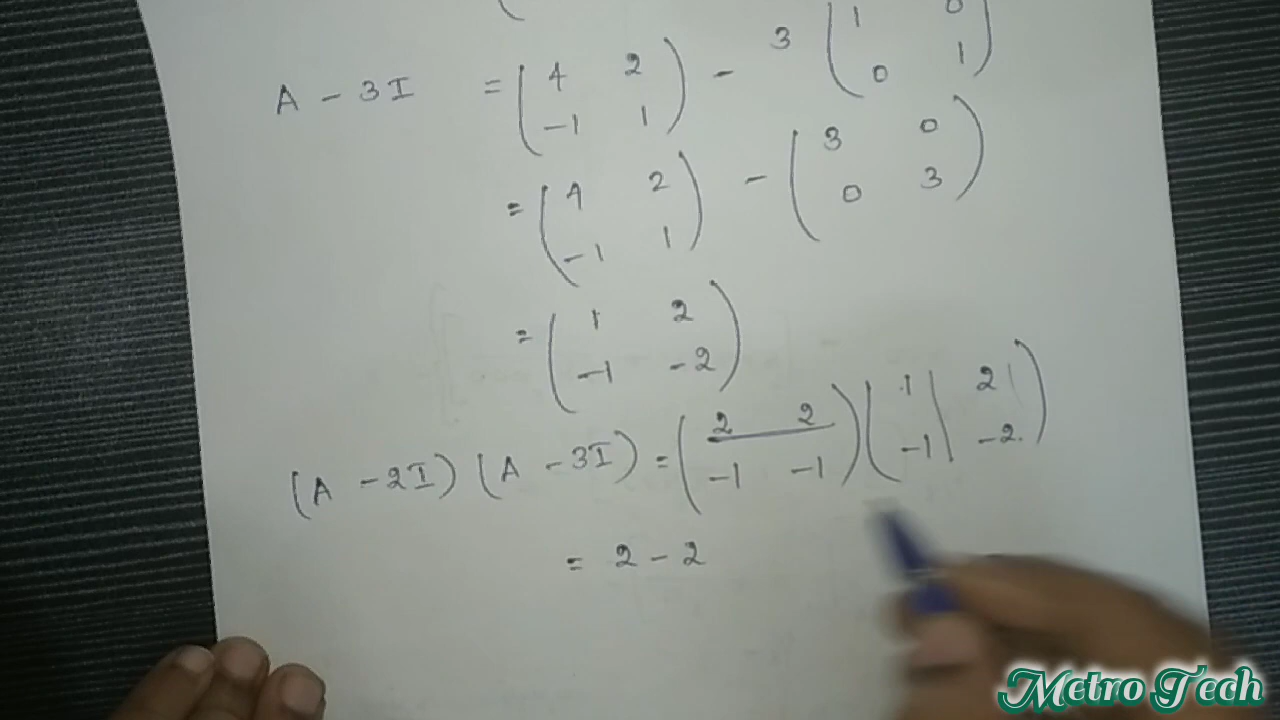 A - 3I = ( 4 2 ) - 3 ( 1 0 )
( -1 1 ) ( 0 1 )
= ( 4 2 ) - ( 3 0 )
( -1 1 ) ( 0 3 )
= ( 1 2 )
( -1 -2 )
(A - 2I) (A - 3I) = ( 2 2 ) ( 1 2 )
( -1 -1 ) ( -1 -2 )
= 2 - 2
Metro Tech